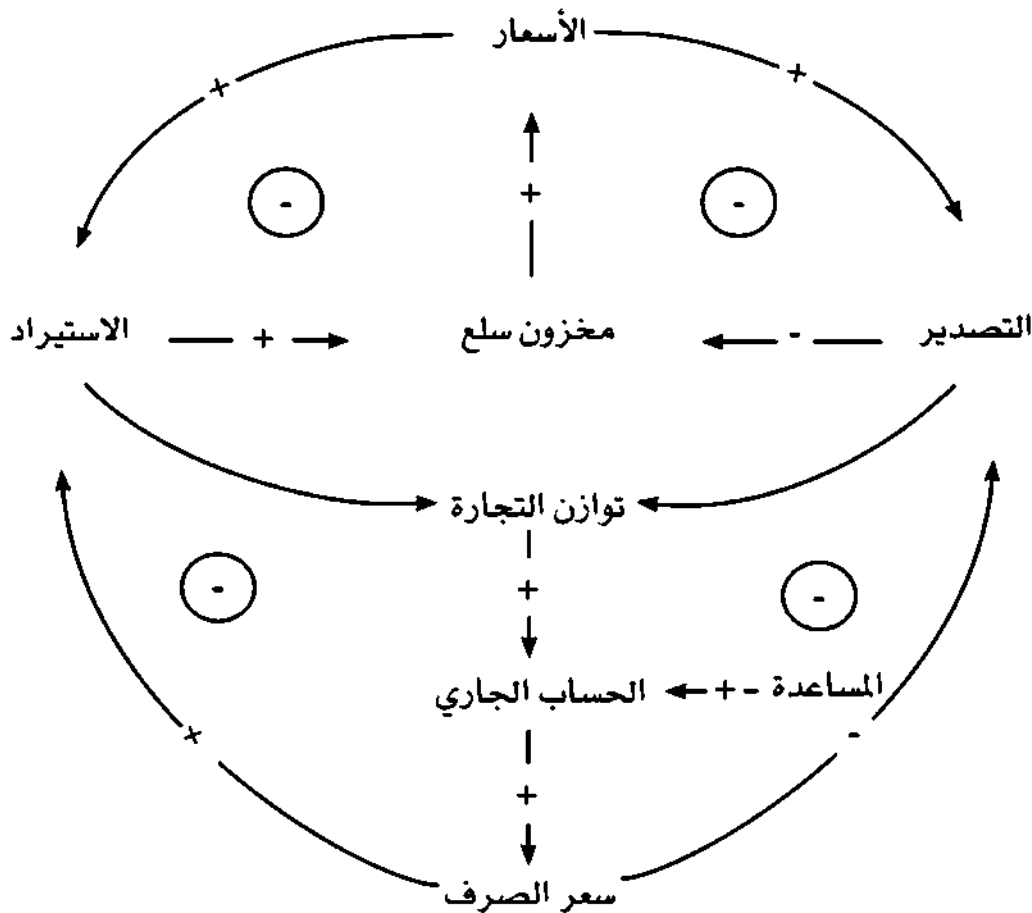 الأسعار
+ +
- -
+
التصدير - مخزون سلع + الاستيراد
توازن التجارة
- -
+
المساعدة - + الحساب الجاري
- +
+
سعر الصرف